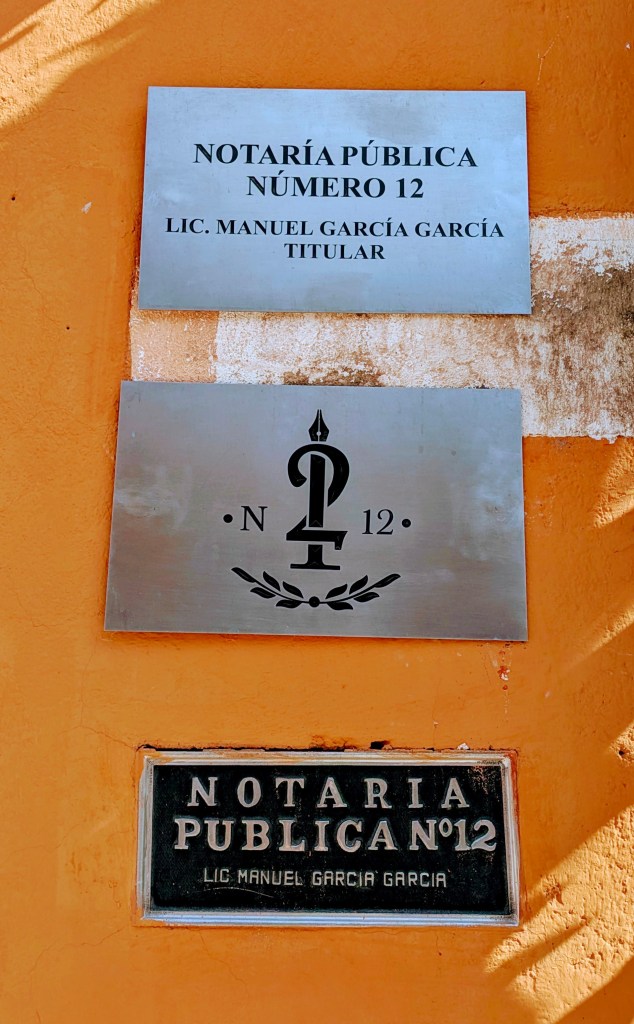 NOTARÍA PÚBLICA
NÚMERO 12
LIC. MANUEL GARCÍA GARCÍA
TITULAR
· N 12 ·
NOTARIA
PUBLICA Nº12
LIC MANUEL GARCIA GARCIA